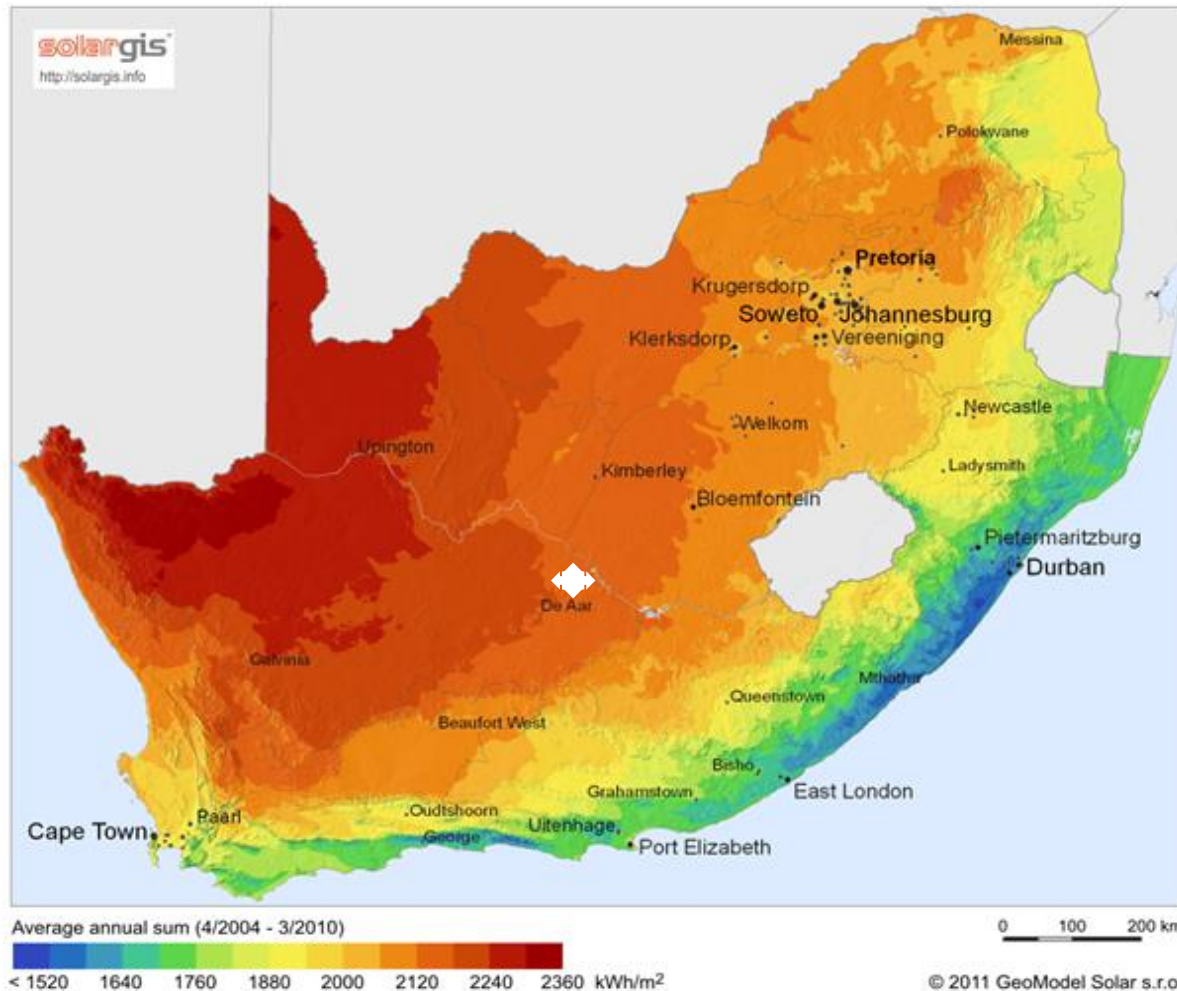 solargis
http://solargis.info
Messina
Polokwane
Pretoria
Krugersdorp
Soweto
Johannesburg
Klerksdorp
Vereeniging
Newcastle
Welkom
Upington
Kimberley
Ladysmith
Bloemfontein
Pietermaritzburg
Durban
De Aar
Calvinia
Mthatha
Queenstown
Beaufort West
Bisho
Grahamstown
East London
Oudtshoorn
Paarl
Uitenhage
Cape Town
George
Port Elizabeth
Average annual sum (4/2004 - 3/2010)
0 100 200 km
< 1520 1640 1760 1880 2000 2120 2240 2360 kWh/m²
© 2011 GeoModel Solar s.r.o